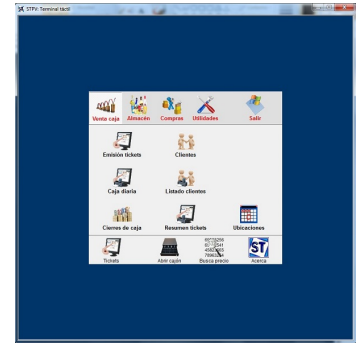 STPV: Terminal táctil
Venta caja Almacén Compras Utilidades Salir
Emisión tickets Clientes
Caja diaria Listado clientes
Cierres de caja Resumen tickets Ubicaciones
ST
Tickets Abrir cajón Busca precio Acerca